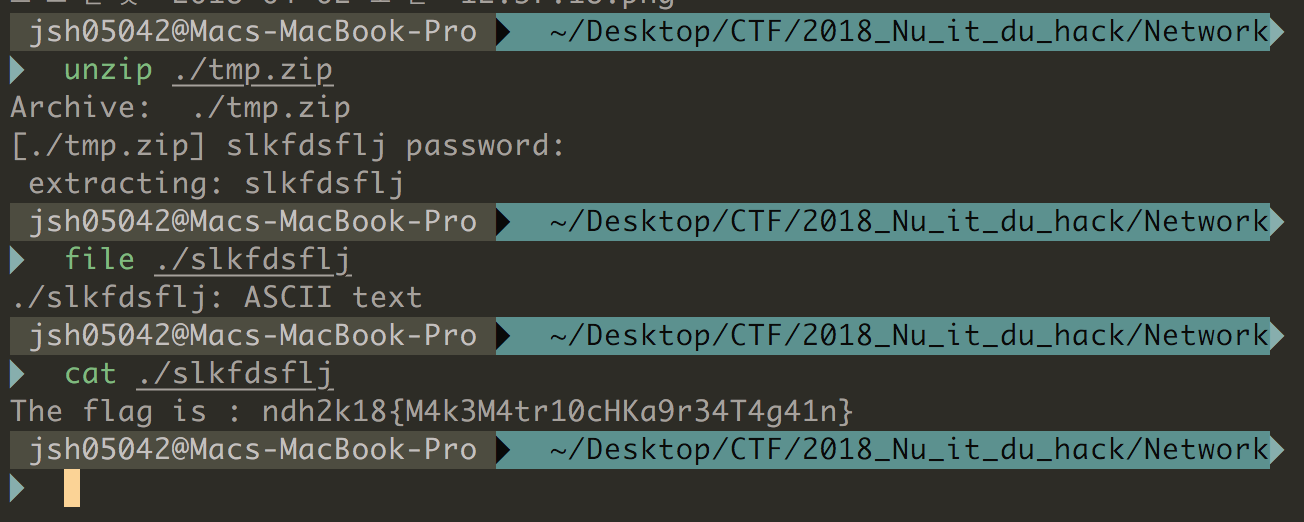 jsh05042@Macs-MacBook-Pro ~/Desktop/CTF/2018_Nu_it_du_hack/Network
unzip ./tmp.zip
Archive:  ./tmp.zip
[./tmp.zip] slkfdsflj password:
 extracting: slkfdsflj
jsh05042@Macs-MacBook-Pro ~/Desktop/CTF/2018_Nu_it_du_hack/Network
file ./slkfdsflj
./slkfdsflj: ASCII text
jsh05042@Macs-MacBook-Pro ~/Desktop/CTF/2018_Nu_it_du_hack/Network
cat ./slkfdsflj
The flag is : ndh2k18{M4k3M4tr10cHKa9r34T4g41n}
jsh05042@Macs-MacBook-Pro ~/Desktop/CTF/2018_Nu_it_du_hack/Network